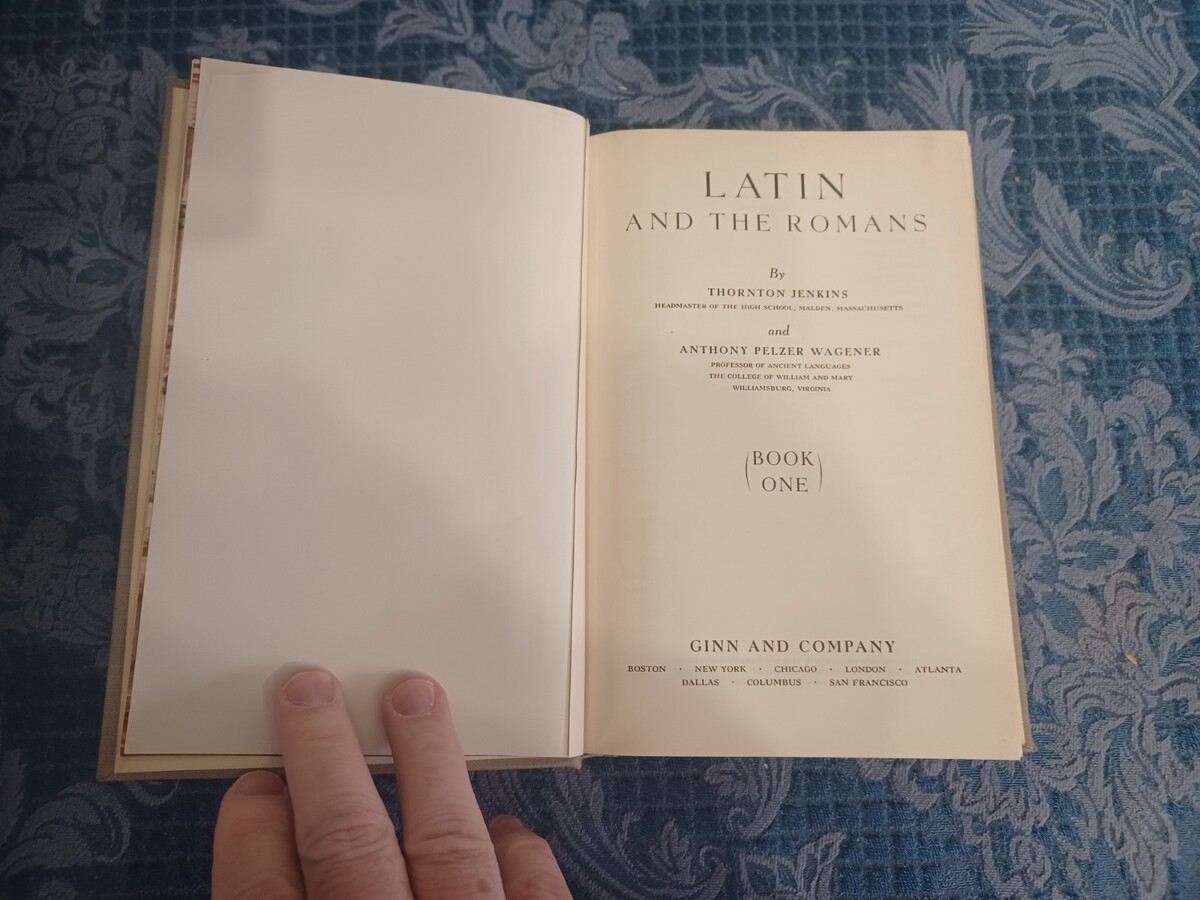 LATIN
AND THE ROMANS
By
THORNTON JENKINS
HEADMASTER OF THE HIGH SCHOOL, MALDEN, MASSACHUSETTS
and
ANTHONY PELZER WAGENER
PROFESSOR OF ANCIENT LANGUAGES
THE COLLEGE OF WILLIAM AND MARY
WILLIAMSBURG, VIRGINIA
(BOOK
ONE)
GINN AND COMPANY
BOSTON · NEW YORK · CHICAGO · LONDON · ATLANTA
DALLAS · COLUMBUS · SAN FRANCISCO